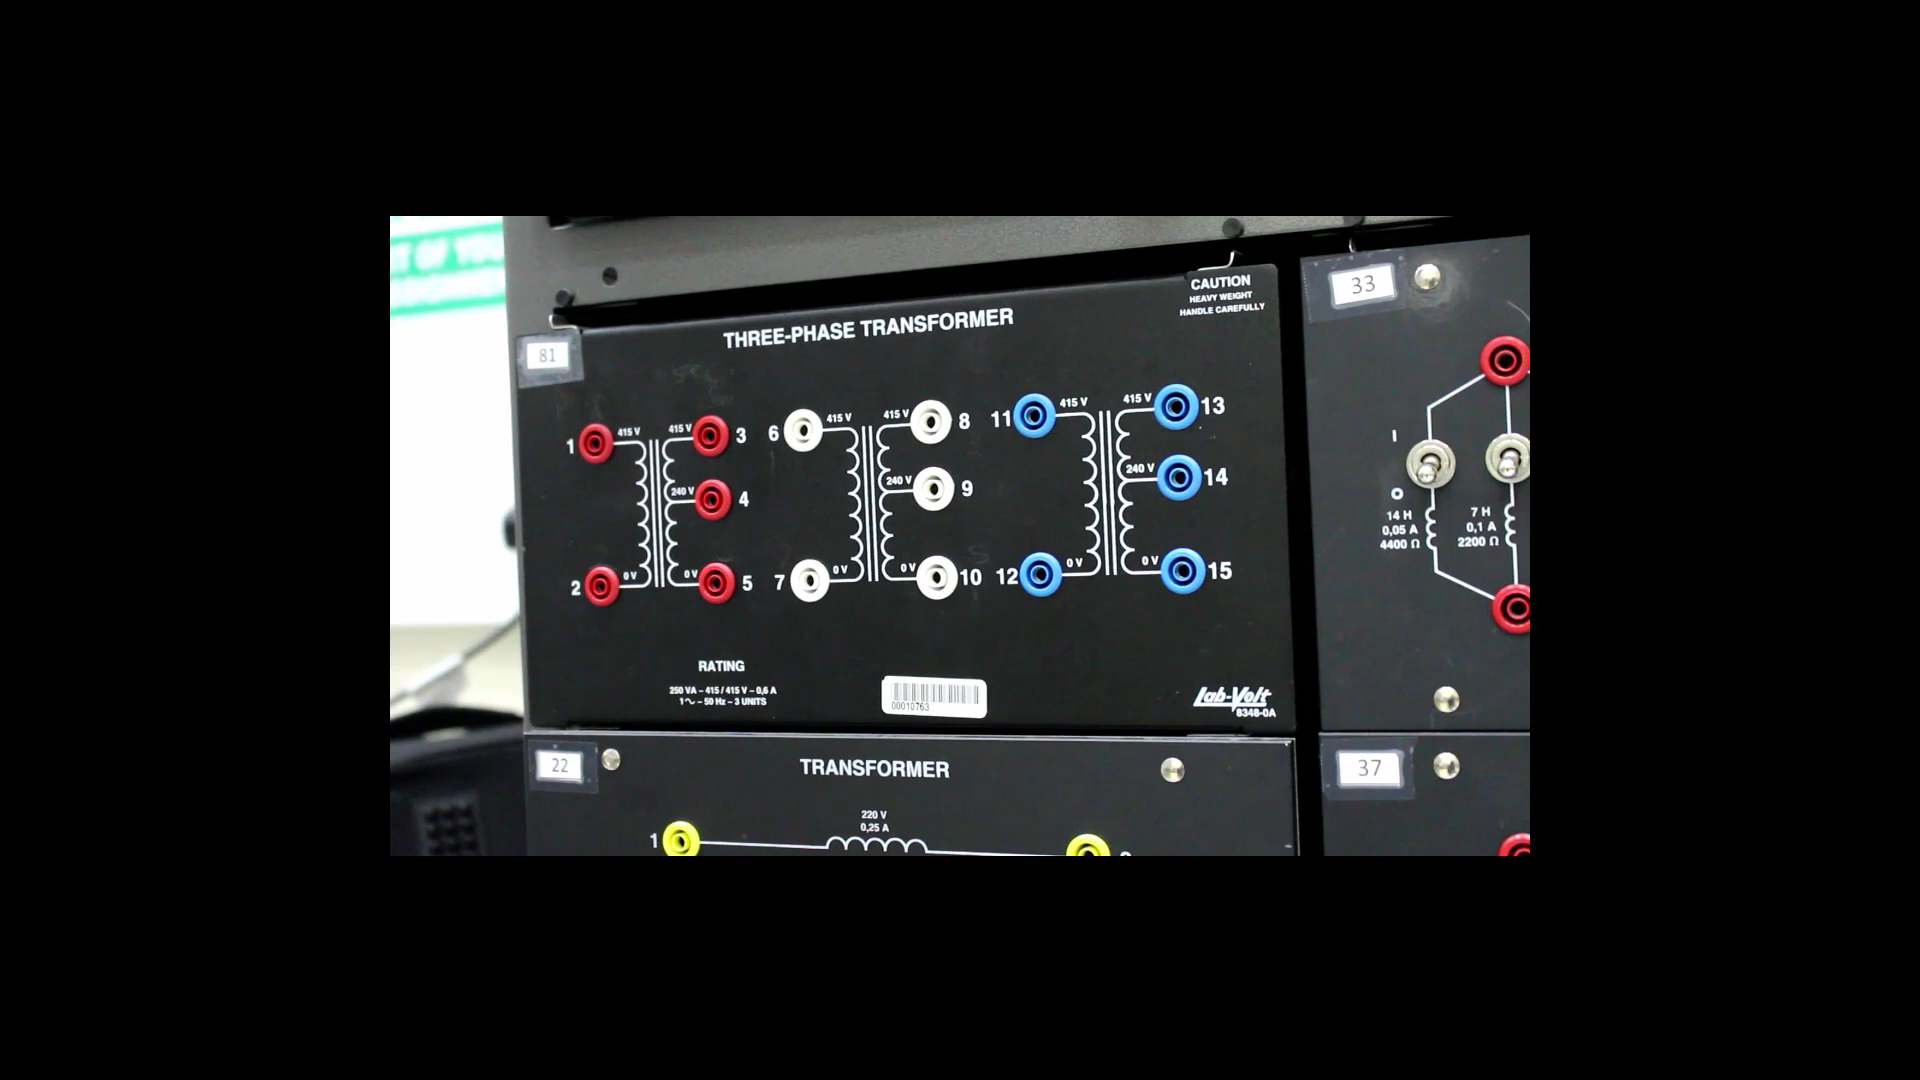 T OF YOU
THREE-PHASE TRANSFORMER
CAUTION
HEAVY WEIGHT
HANDLE CAREFULLY
81
33
1 415 V 415 V 3
240 V 4
2 0 V 0 V 5
6 415 V 415 V 8
240 V 9
7 0 V 0 V 10
11 415 V 415 V 13
240 V 14
12 0 V 0 V 15
I
O
14 H
0,05 A
4400 Ω
7 H
0,1 A
2200 Ω
RATING
250 VA – 415 / 415 V – 0,6 A
1∿ – 50 Hz – 3 UNITS
00010763
Lab-Volt
8348-0A
22
TRANSFORMER
37
220 V
0,25 A
1